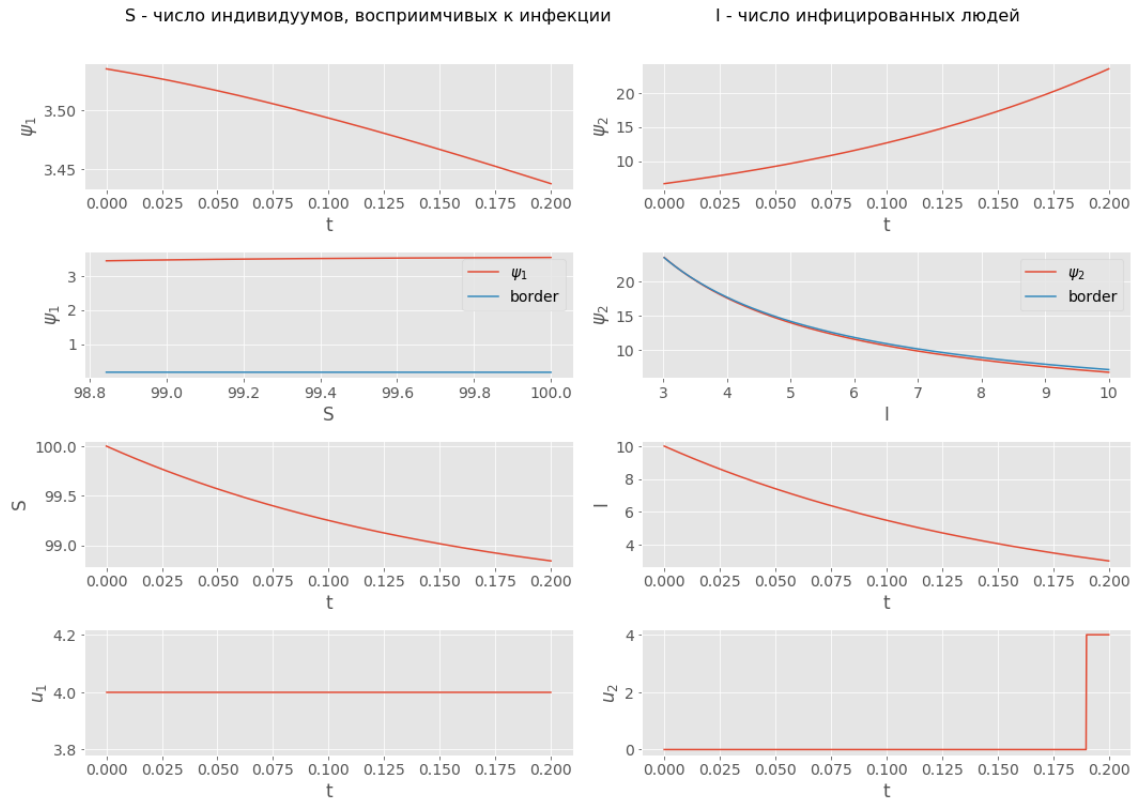 S - число индивидуумов, восприимчивых к инфекции
I - число инфицированных людей
ψ1
3.50
3.45
0.000 0.025 0.050 0.075 0.100 0.125 0.150 0.175 0.200
t
ψ2
20
15
10
0.000 0.025 0.050 0.075 0.100 0.125 0.150 0.175 0.200
t
ψ1
3
2
1
ψ1
border
98.8 99.0 99.2 99.4 99.6 99.8 100.0
S
ψ2
20
10
ψ2
border
3 4 5 6 7 8 9 10
I
S
100.0
99.5
99.0
0.000 0.025 0.050 0.075 0.100 0.125 0.150 0.175 0.200
t
I
10
8
6
4
0.000 0.025 0.050 0.075 0.100 0.125 0.150 0.175 0.200
t
u1
4.2
4.0
3.8
0.000 0.025 0.050 0.075 0.100 0.125 0.150 0.175 0.200
t
u2
4
2
0
0.000 0.025 0.050 0.075 0.100 0.125 0.150 0.175 0.200
t